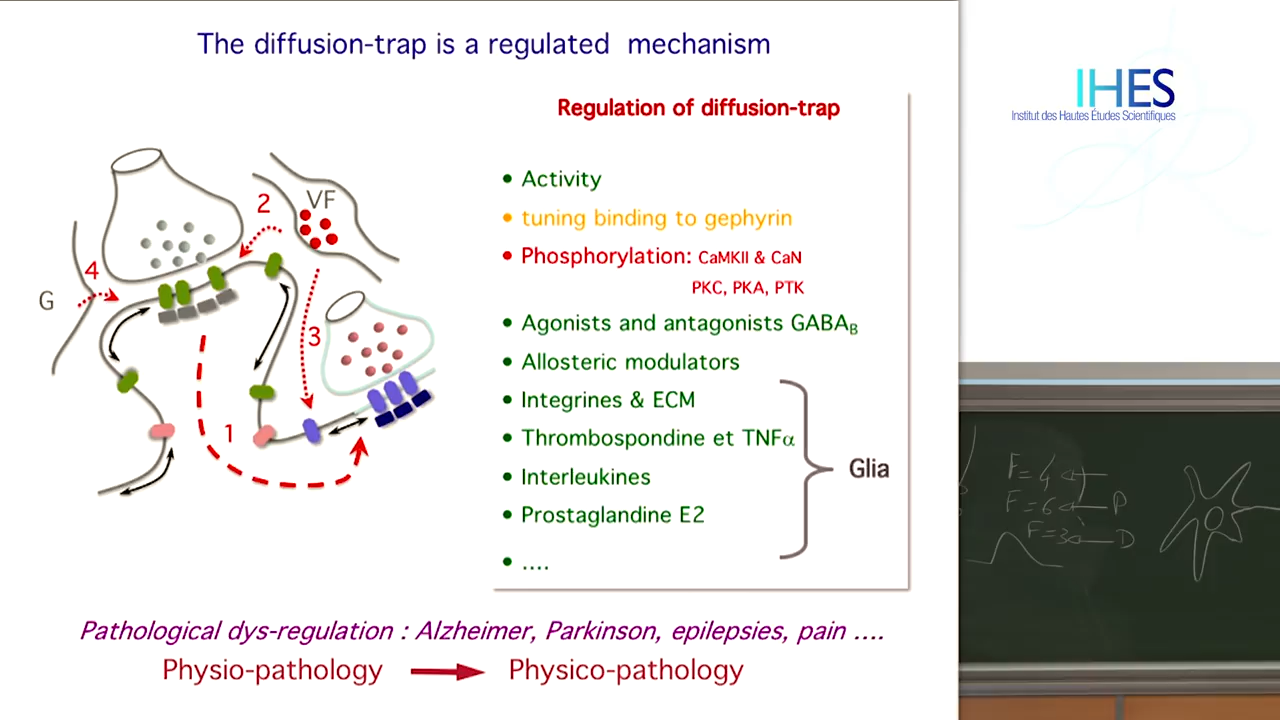 The diffusion-trap is a regulated mechanism
IHES
Institut des Hautes Études Scientifiques
Regulation of diffusion-trap
• Activity
• tuning binding to gephyrin
• Phosphorylation: CaMKII & CaN
PKC, PKA, PTK
• Agonists and antagonists GABAB
• Allosteric modulators
• Integrines & ECM
• Thrombospondine et TNFα
• Interleukines
• Prostaglandine E2
• ....
Glia
VF
2
4
G
3
1
F=4
F=6 P
F=3 D
Pathological dys-regulation : Alzheimer, Parkinson, epilepsies, pain ....
Physio-pathology
Physico-pathology